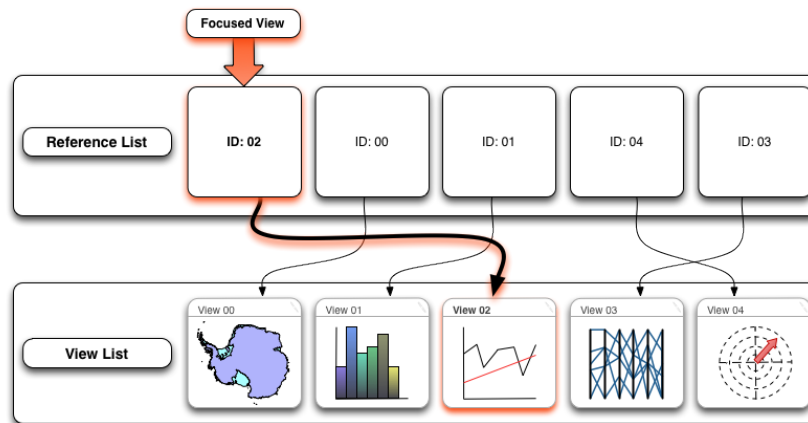 Focused View
Reference List
ID: 02
ID: 00
ID: 01
ID: 04
ID: 03
View List
View 00
View 01
View 02
View 03
View 04